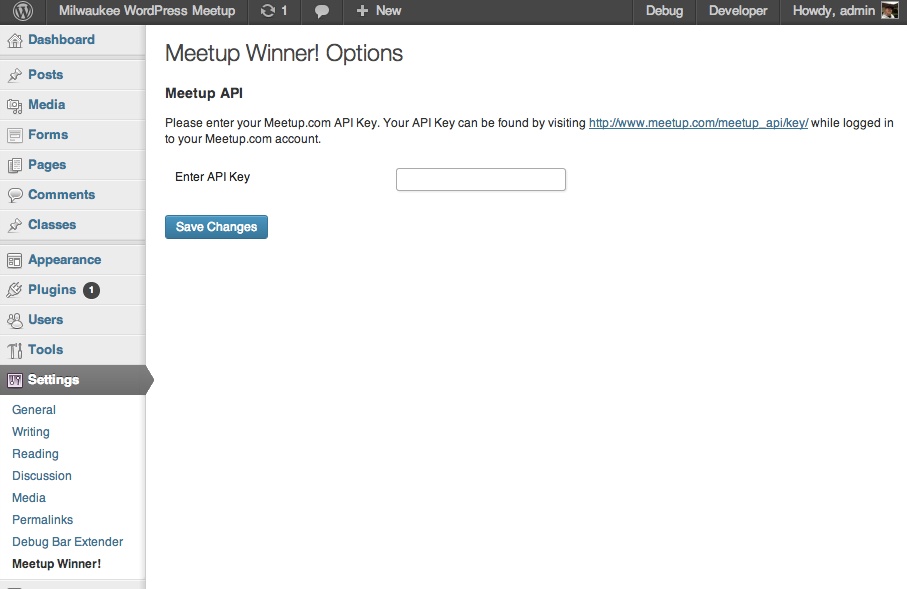 Milwaukee WordPress Meetup 1 New Debug Developer Howdy, admin
Dashboard
Posts
Media
Forms
Pages
Comments
Classes
Appearance
Plugins 1
Users
Tools
Settings
General
Writing
Reading
Discussion
Media
Permalinks
Debug Bar Extender
Meetup Winner!
Meetup Winner! Options
Meetup API
Please enter your Meetup.com API Key. Your API Key can be found by visiting http://www.meetup.com/meetup_api/key/ while logged in
to your Meetup.com account.
Enter API Key
Save Changes